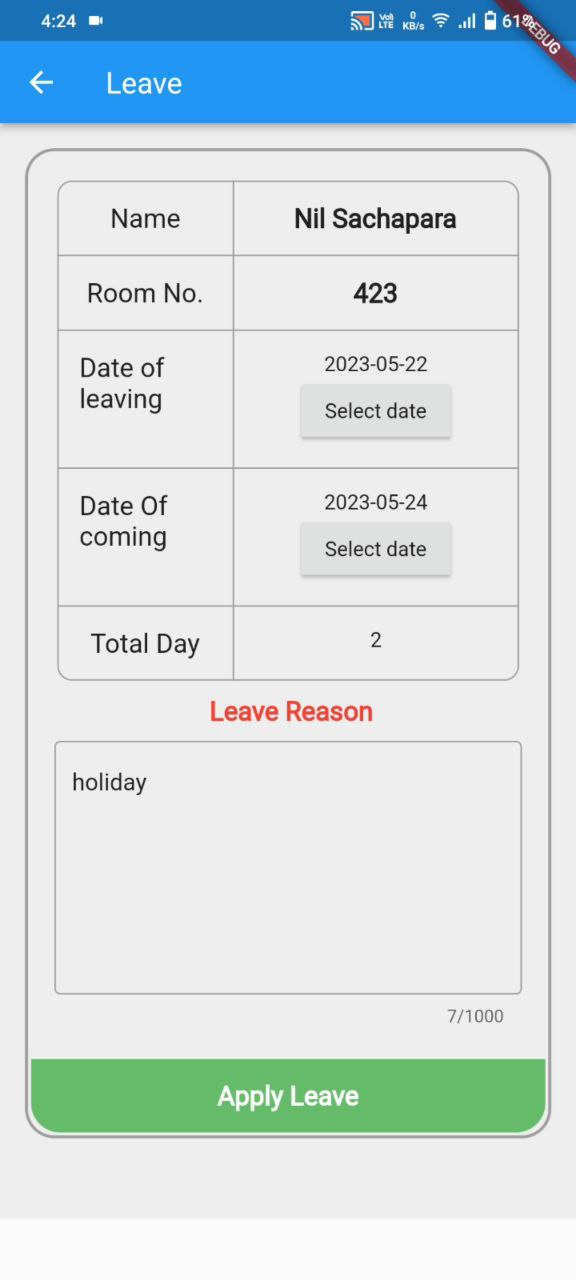 4:24 Vo) LTE 0 KB/s 61%
DEBUG
Leave
Name Nil Sachapara
Room No. 423
Date of
leaving
2023-05-22
Select date
Date Of
coming
2023-05-24
Select date
Total Day 2
Leave Reason
holiday
7/1000
Apply Leave